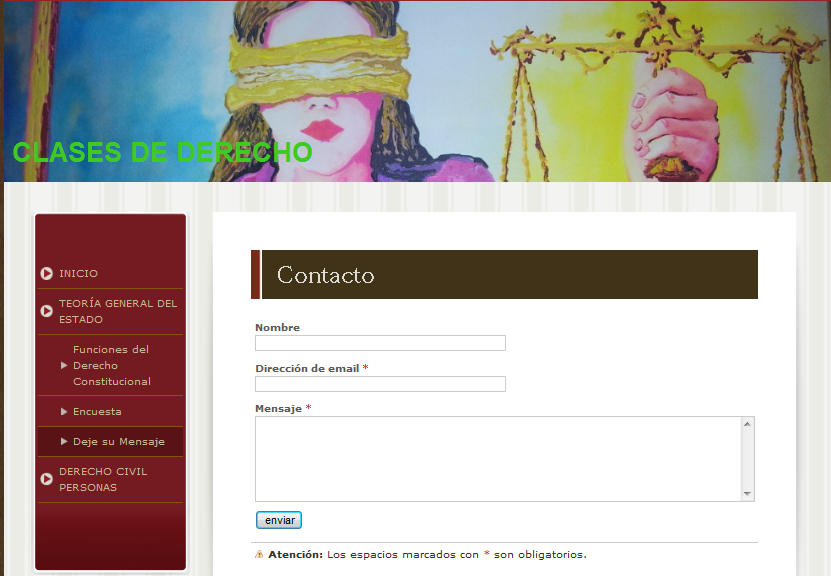 CLASES DE DERECHO
INICIO
TEORÍA GENERAL DEL
ESTADO
Funciones del
Derecho
Constitucional
Encuesta
Deje su Mensaje
DERECHO CIVIL
PERSONAS
Contacto
Nombre
Dirección de email *
Mensaje *
enviar
Atención: Los espacios marcados con * son obligatorios.